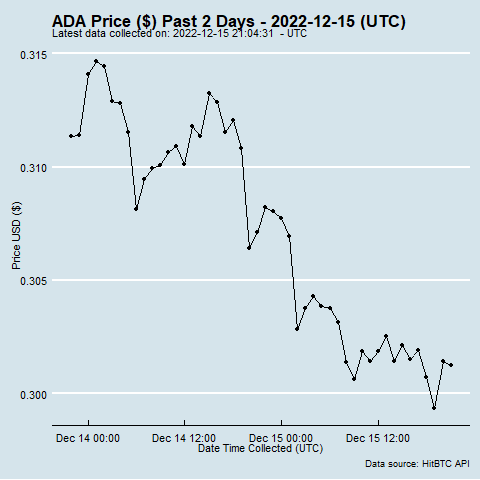 ADA Price ($) Past 2 Days - 2022-12-15 (UTC)
Latest data collected on: 2022-12-15 21:04:31  - UTC
0.315
0.310
0.305
0.300
Price USD ($)
Dec 14 00:00
Dec 14 12:00
Dec 15 00:00
Dec 15 12:00
Date Time Collected (UTC)
Data source: HitBTC API